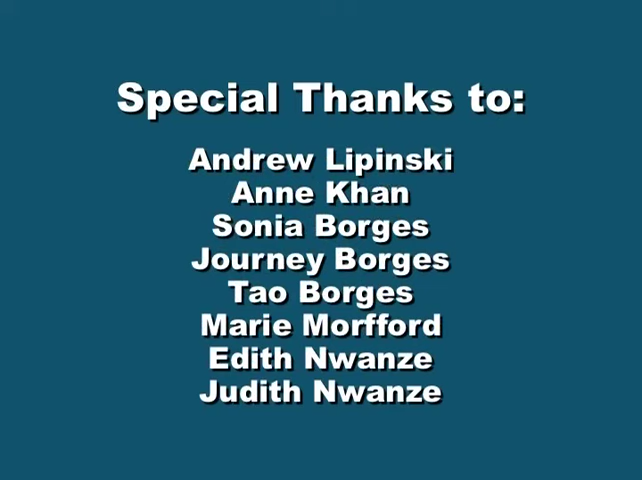 Special Thanks to:
Andrew Lipinski
Anne Khan
Sonia Borges
Journey Borges
Tao Borges
Marie Morfford
Edith Nwanze
Judith Nwanze